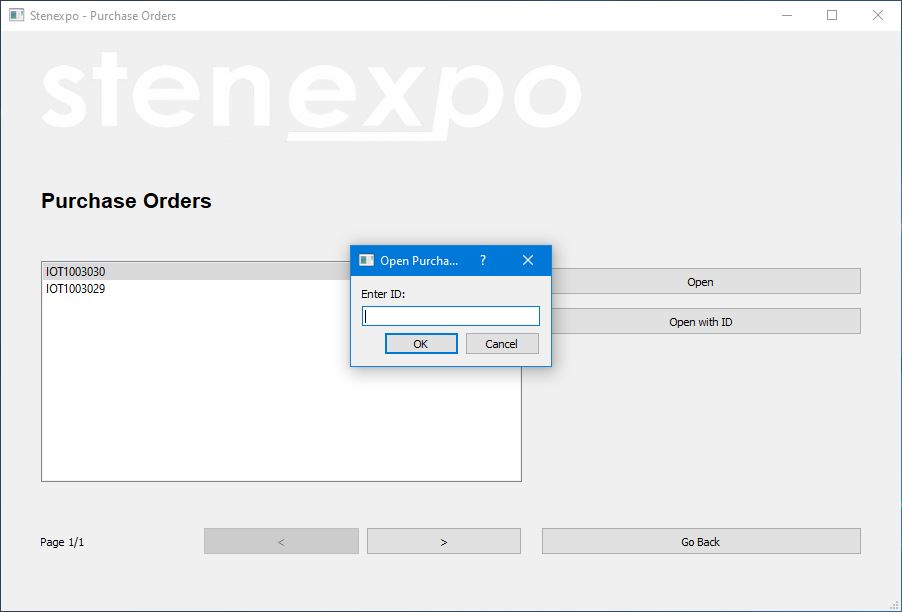 Stenexpo - Purchase Orders
stenexpo
Purchase Orders
IOT1003030
IOT1003029
Open Purcha... ?
Enter ID:
OK Cancel
Open
Open with ID
Page 1/1 < > Go Back